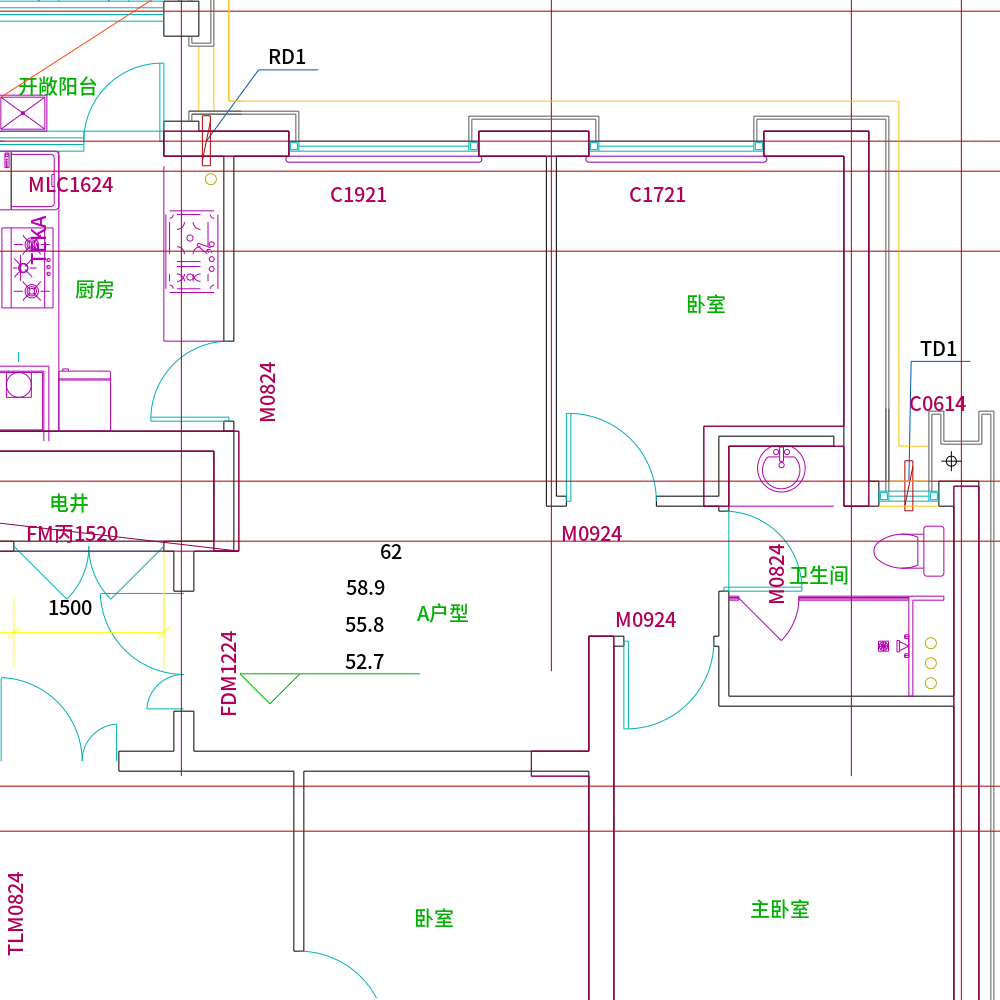 RD1
开敞阳台
MLC1624
C1921
C1721
TEKA
厨房
卧室
TD1
M0824
C0614
电井
FM丙1520
M0924
62
M0824
卫生间
58.9
1500
A户型
M0924
55.8
52.7
FDM1224
TLM0824
卧室
主卧室